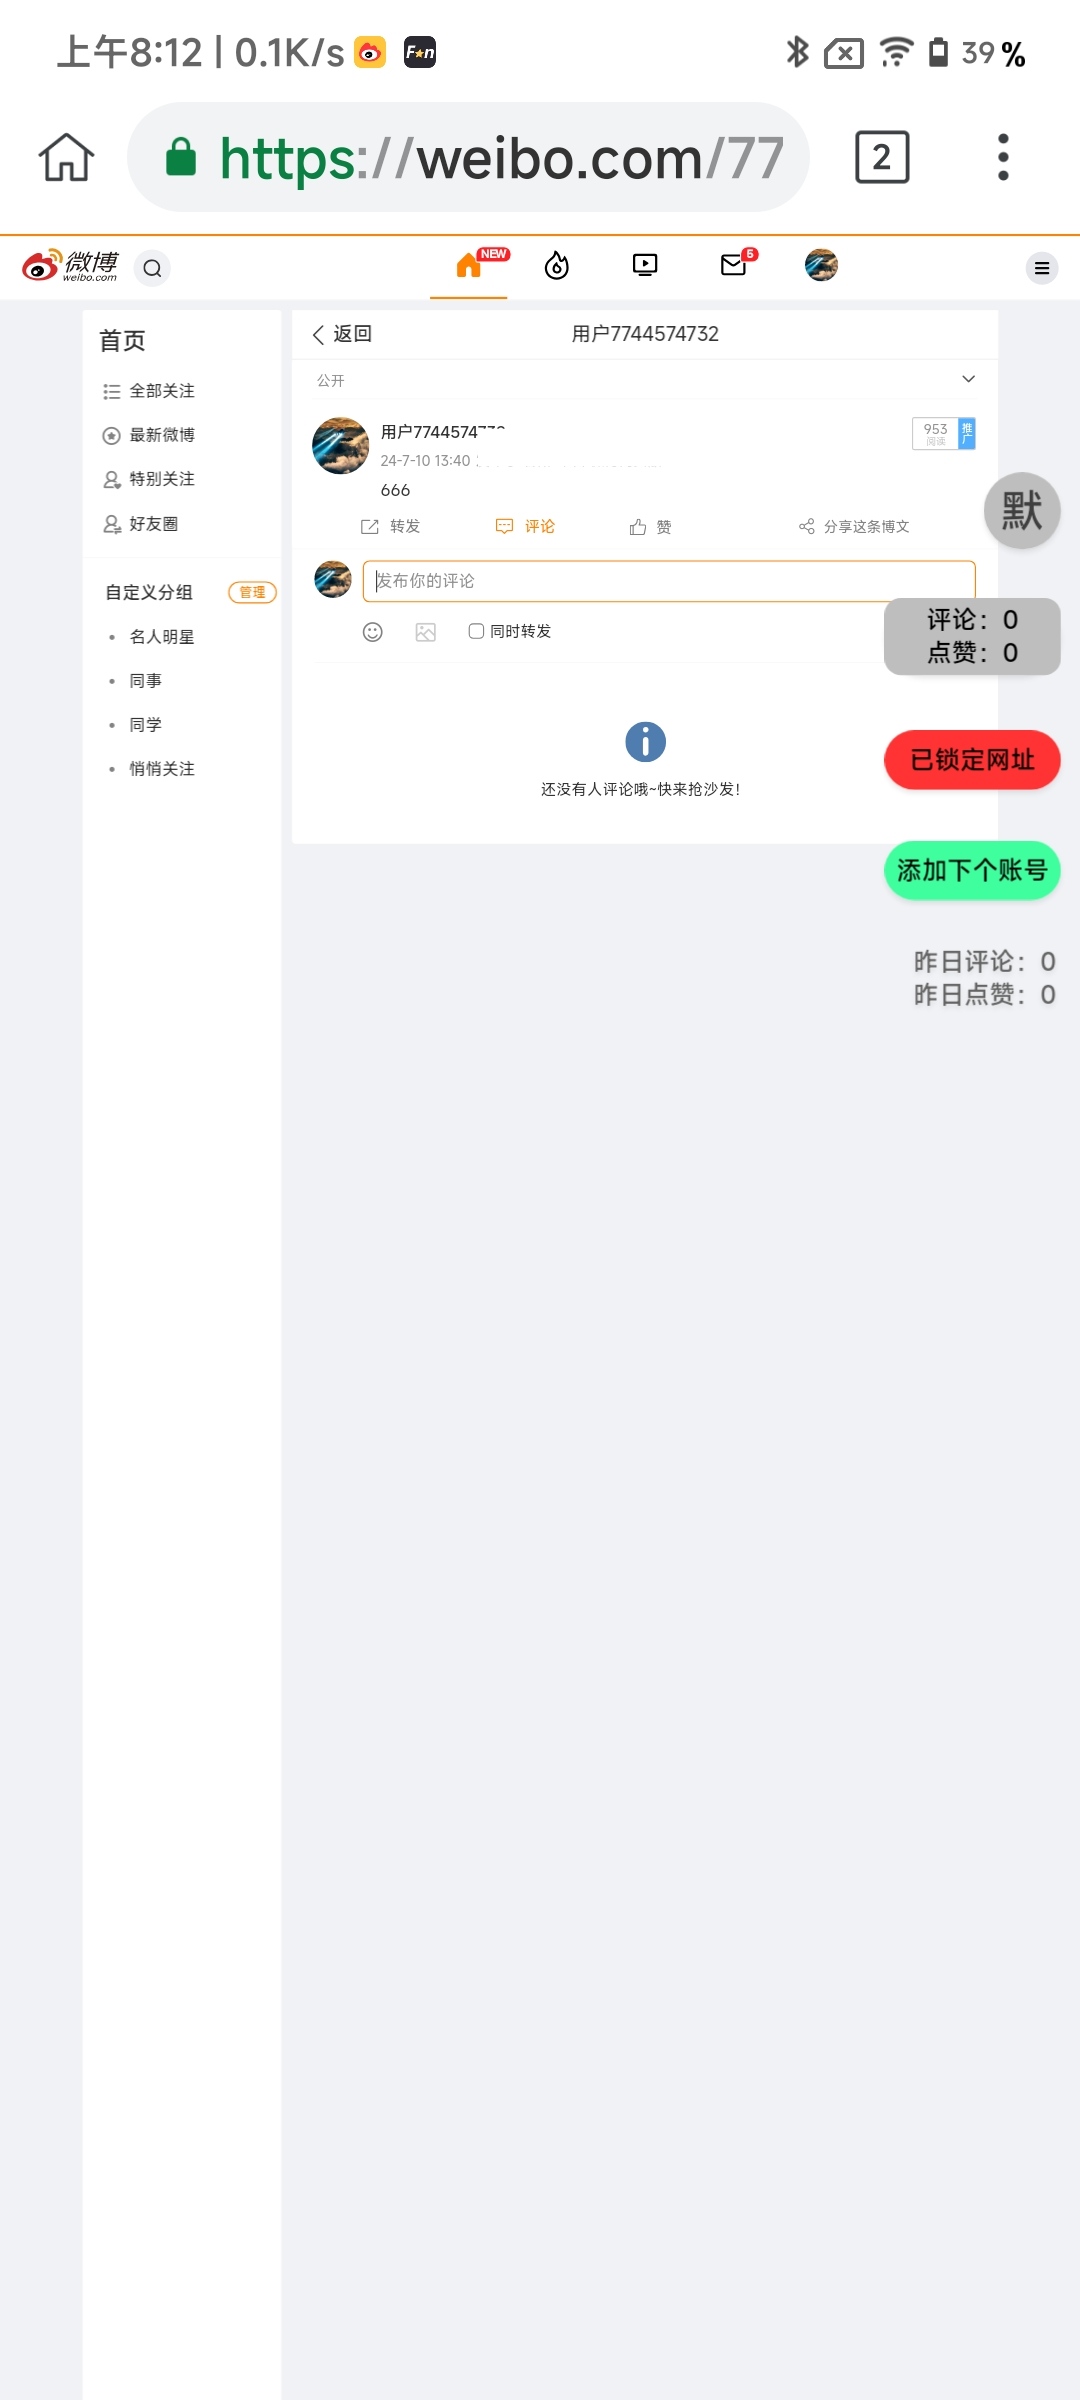 上午8:12 | 0.1K/s F★n 39 %
https://weibo.com/77 2
微博 weibo.com NEW 5
首页
全部关注
最新微博
特别关注
好友圈
自定义分组 管理
名人明星
同事
同学
悄悄关注
返回 用户7744574732
公开
用户7744574 953 阅读 推广
24-7-10 13:40
666
转发 评论 赞 分享这条博文
发布你的评论
同时转发
还没有人评论哦~快来抢沙发!
默
评论：0
点赞：0
已锁定网址
添加下个账号
昨日评论：0
昨日点赞：0